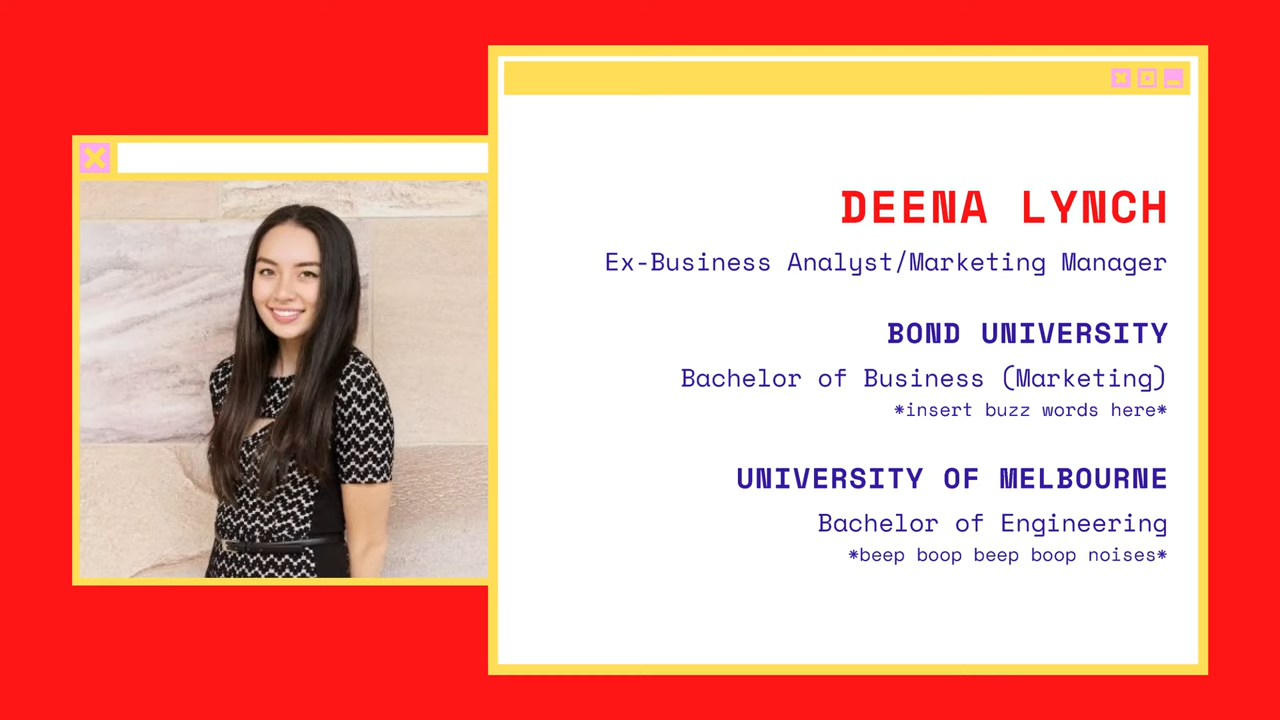 DEENA LYNCH
Ex-Business Analyst/Marketing Manager
BOND UNIVERSITY
Bachelor of Business (Marketing)
*insert buzz words here*
UNIVERSITY OF MELBOURNE
Bachelor of Engineering
*beep boop beep boop noises*